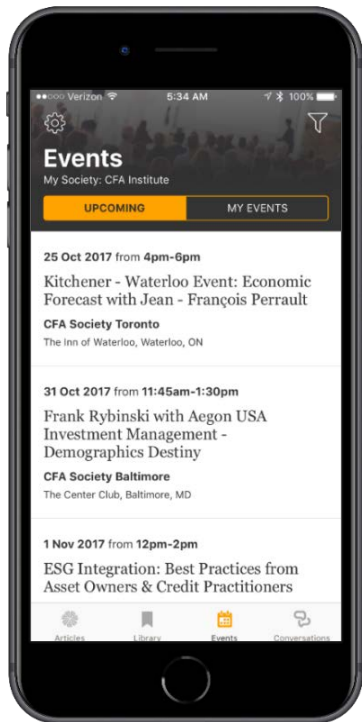 Verizon 5:34 AM 100%
Events
My Society: CFA Institute
UPCOMING MY EVENTS
25 Oct 2017 from 4pm-6pm
Kitchener - Waterloo Event: Economic
Forecast with Jean - François Perrault
CFA Society Toronto
The Inn of Waterloo, Waterloo, ON
31 Oct 2017 from 11:45am-1:30pm
Frank Rybinski with Aegon USA
Investment Management -
Demographics Destiny
CFA Society Baltimore
The Center Club, Baltimore, MD
1 Nov 2017 from 12pm-2pm
ESG Integration: Best Practices from
Asset Owners & Credit Practitioners
Articles Library Events Conversations